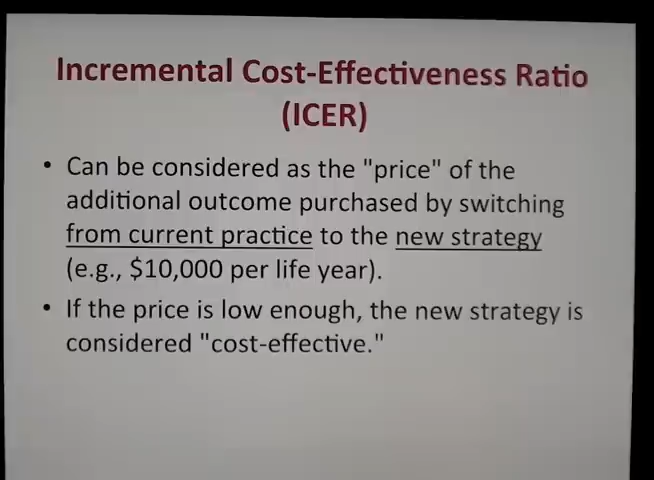 Incremental Cost-Effectiveness Ratio
(ICER)
• Can be considered as the "price" of the
additional outcome purchased by switching
from current practice to the new strategy
(e.g., $10,000 per life year).
• If the price is low enough, the new strategy is
considered "cost-effective."